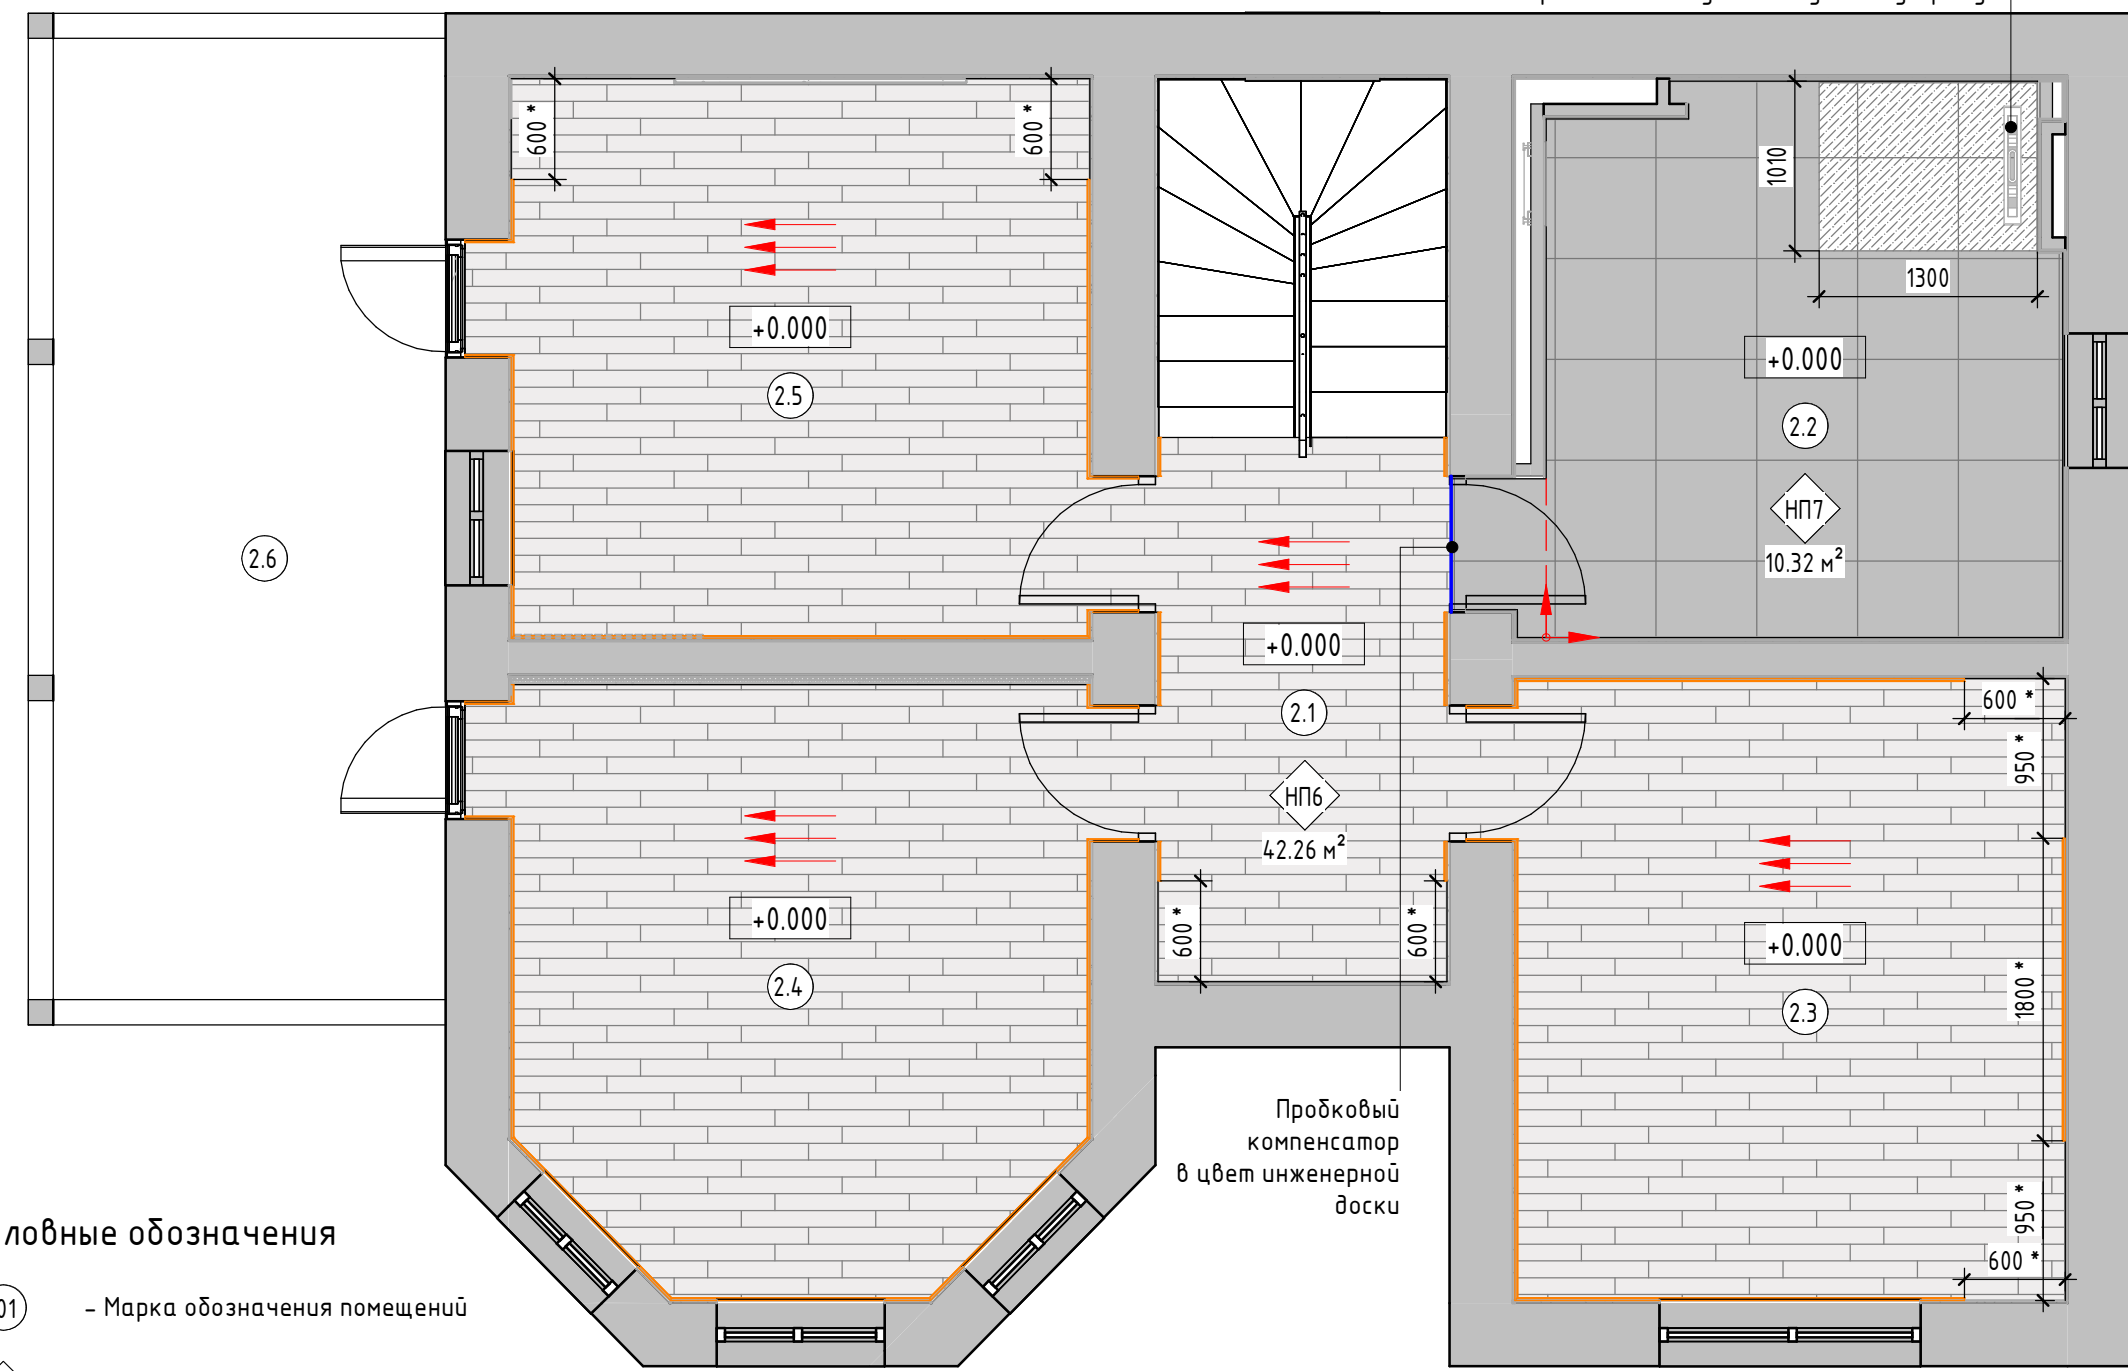 600 *
600 *
1010
1300
+0.000
2.5
+0.000
2.2
НП7
10.32 м²
2.6
+0.000
2.1
НП6
42.26 м²
600 *
950 *
+0.000
2.4
600 *
600 *
+0.000
2.3
1800 *
950 *
600 *
Пробковый
компенсатор
в цвет инженерной
доски
ловные обозначения
01
- Марка обозначения помещений